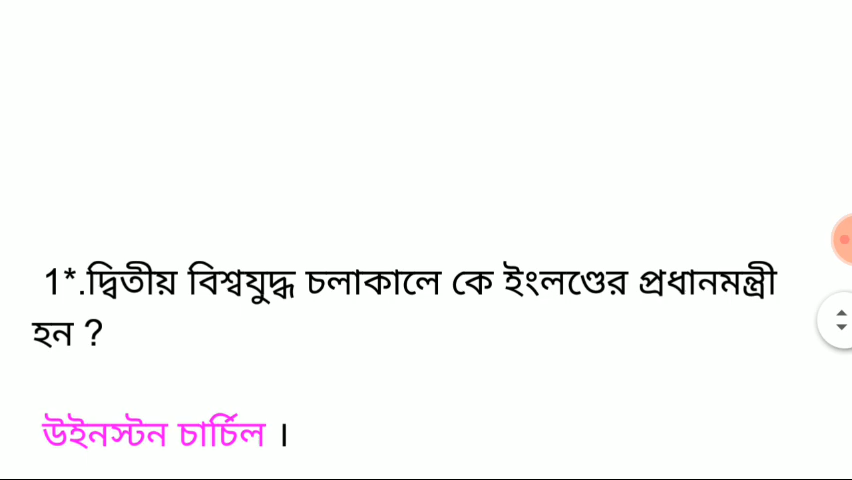 1*.দ্বিতীয় বিশ্বযুদ্ধ চলাকালে কে ইংলণ্ডের প্রধানমন্ত্রী
হন ?
উইনস্টন চার্চিল ।